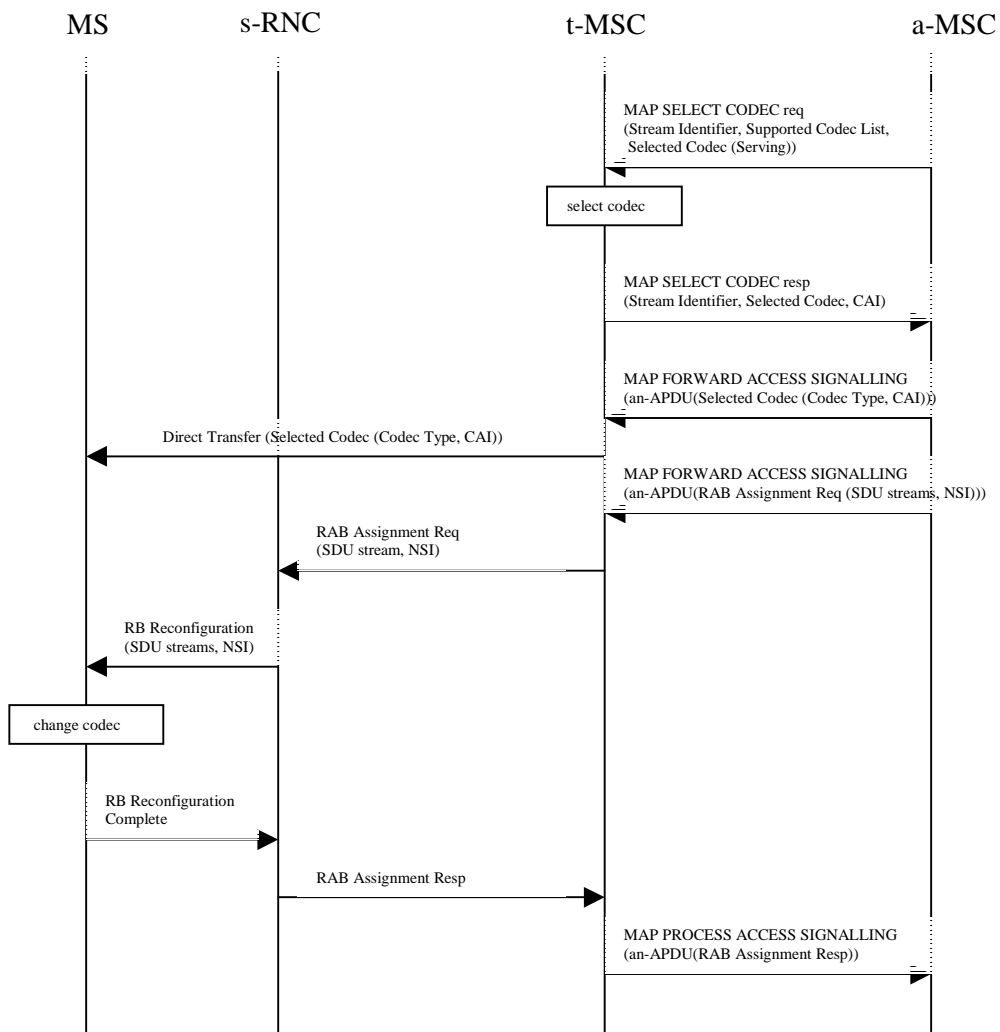 MS
s-RNC
t-MSC
a-MSC
MAP SELECT CODEC req
(Stream Identifier, Supported Codec List,
Selected Codec (Serving))
select codec
MAP SELECT CODEC resp
(Stream Identifier, Selected Codec, CAI)
MAP FORWARD ACCESS SIGNALLING
(an-APDU(Selected Codec (Codec Type, CAI)))
Direct Transfer (Selected Codec (Codec Type, CAI))
MAP FORWARD ACCESS SIGNALLING
(an-APDU(RAB Assignment Req (SDU streams, NSI)))
RAB Assignment Req
(SDU stream, NSI)
RB Reconfiguration
(SDU streams, NSI)
change codec
RB Reconfiguration
Complete
RAB Assignment Resp
MAP PROCESS ACCESS SIGNALLING
(an-APDU(RAB Assignment Resp))